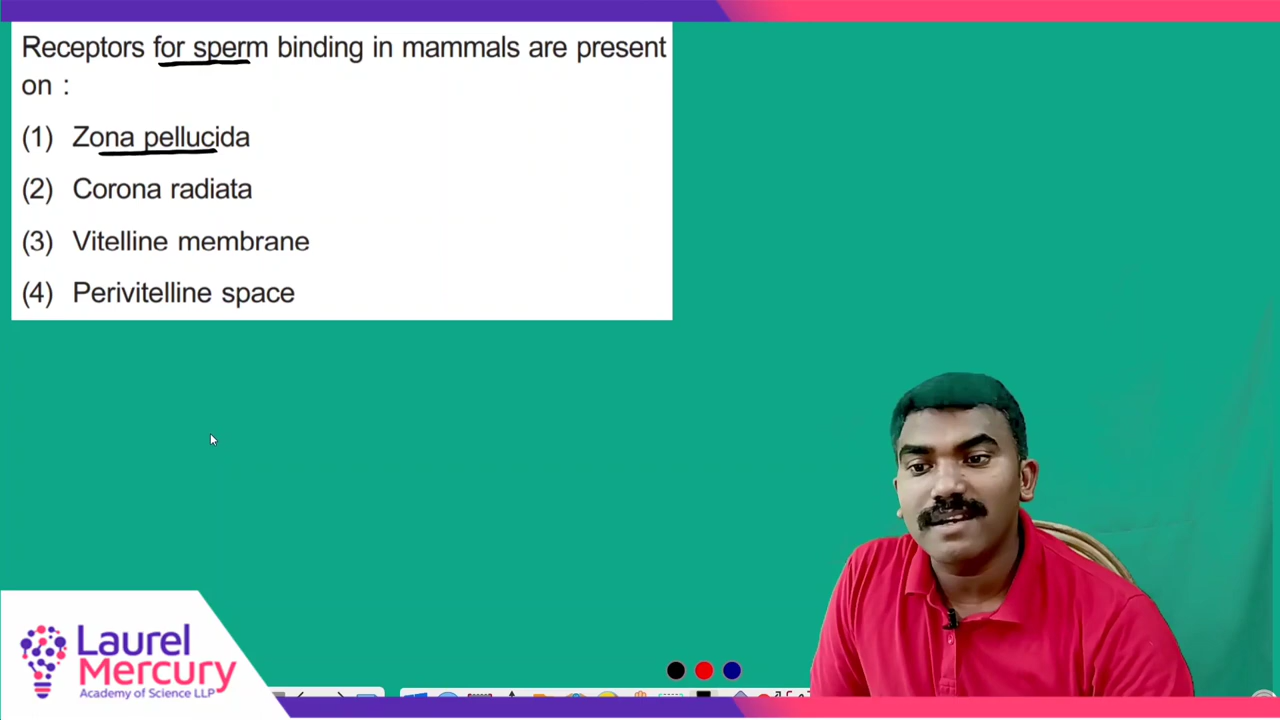 Receptors for sperm binding in mammals are present
on :
(1) Zona pellucida
(2) Corona radiata
(3) Vitelline membrane
(4) Perivitelline space
Laurel
Mercury
Academy of Science LLP